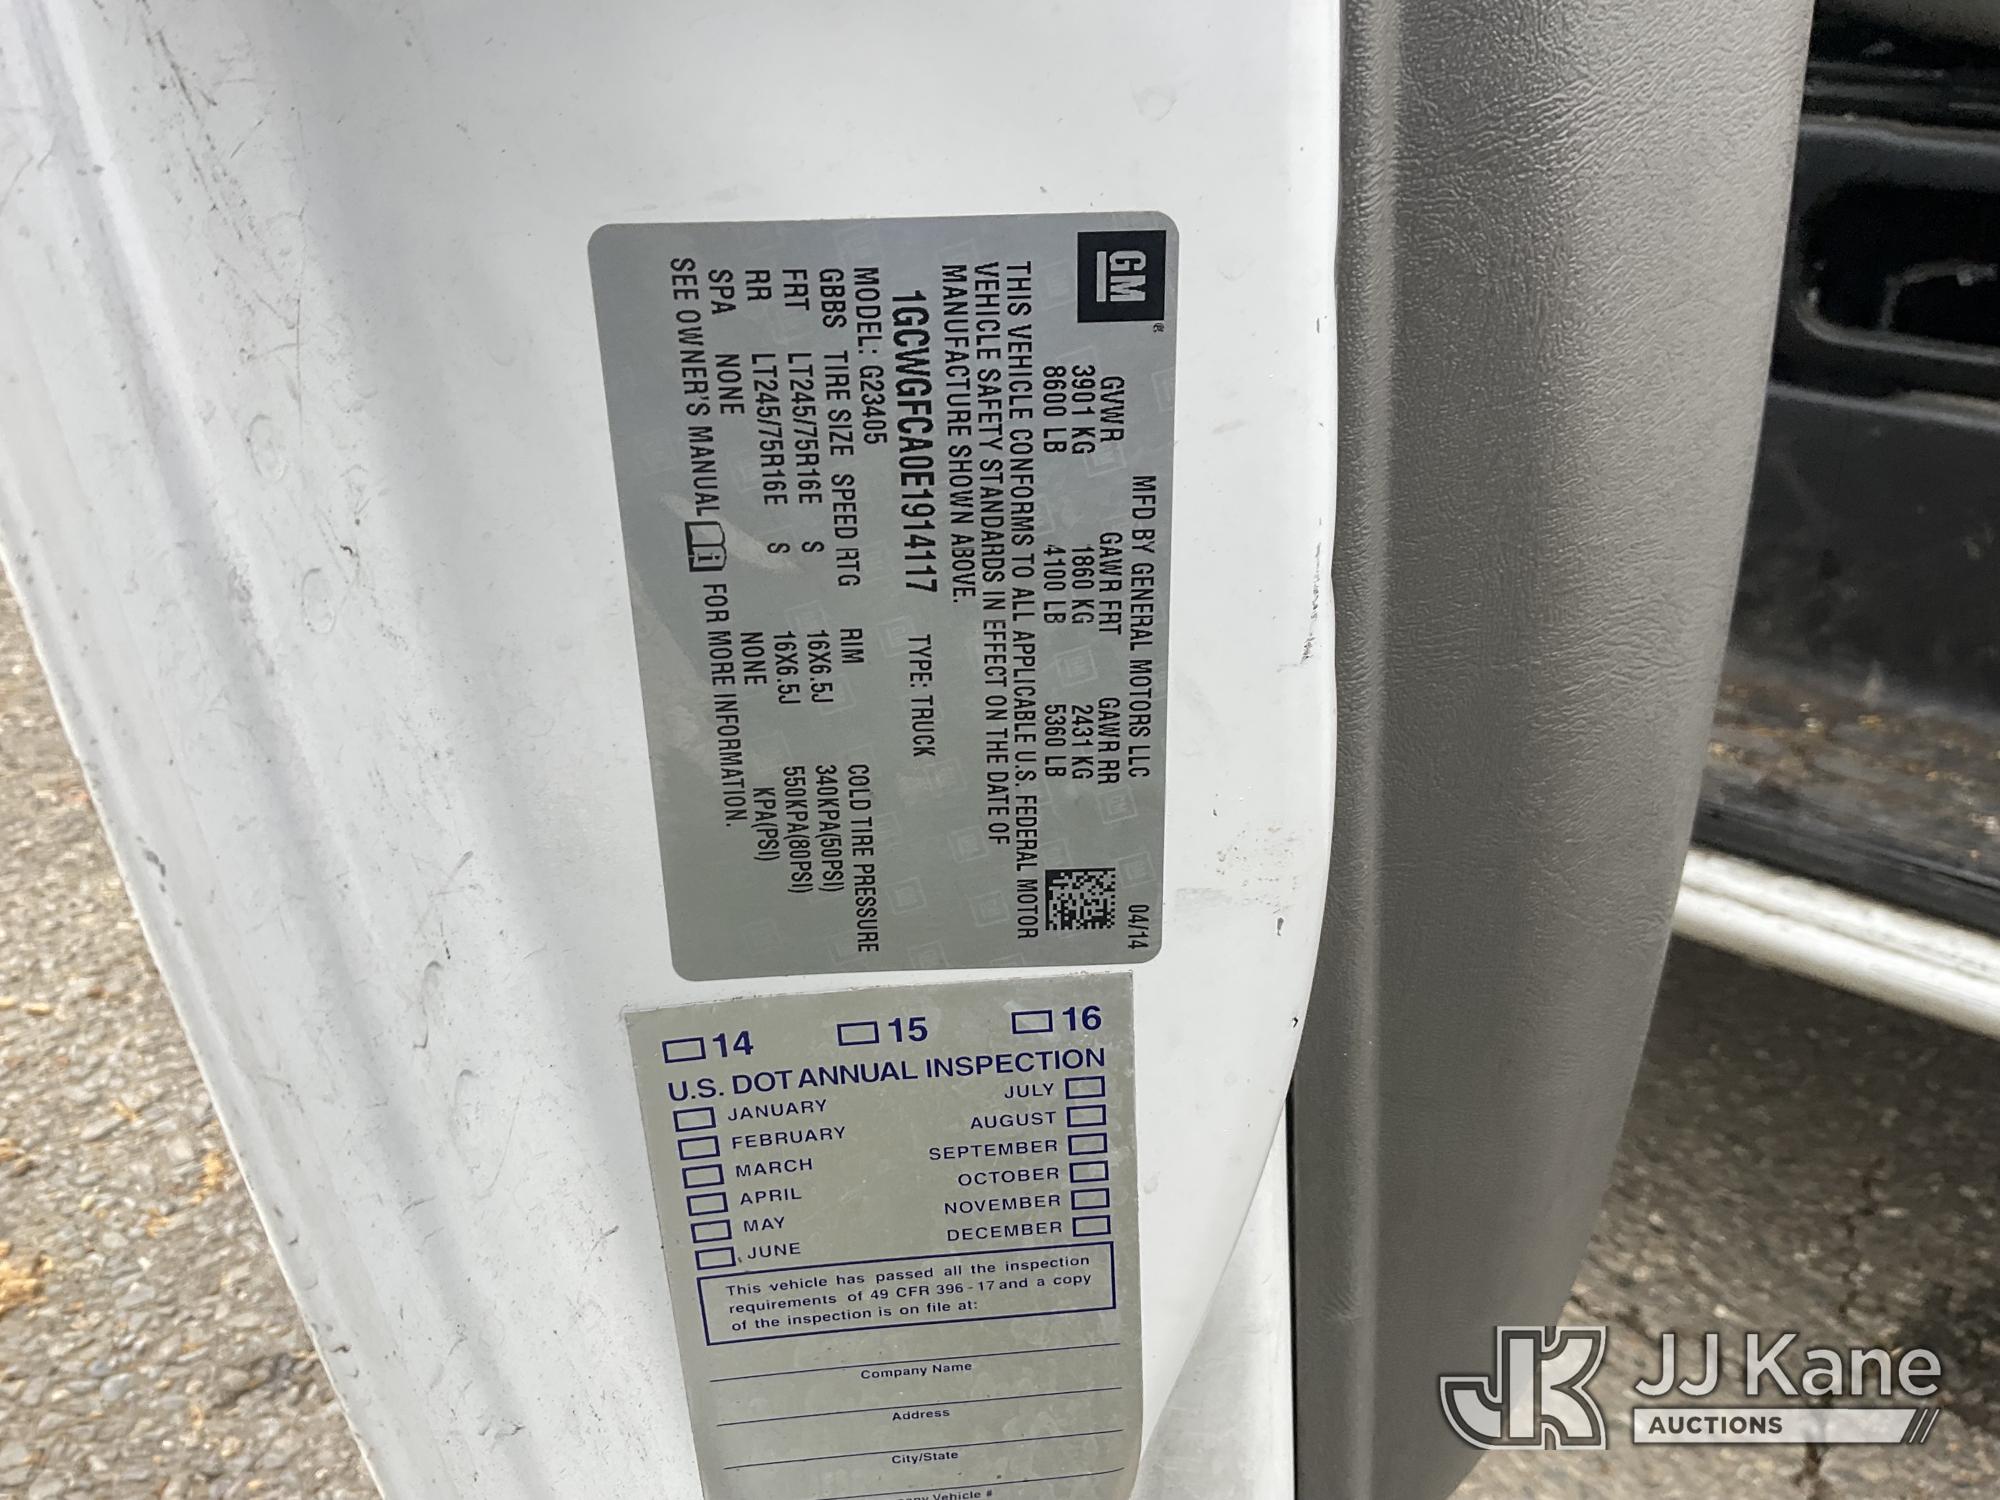 GM
MFD BY GENERAL MOTORS LLC 04/14
GVWR GAWR FRT GAWR RR
3901 KG 1860 KG 2431 KG
8600 LB 4100 LB 5360 LB
THIS VEHICLE CONFORMS TO ALL APPLICABLE U.S. FEDERAL MOTOR
VEHICLE SAFETY STANDARDS IN EFFECT ON THE DATE OF
MANUFACTURE SHOWN ABOVE.
1GCWGFCA0E1914117 TYPE: TRUCK
MODEL: G23405
GBBS TIRE SIZE SPEED RTG RIM COLD TIRE PRESSURE
FRT LT245/75R16E S 16X6.5J 340KPA(50PSI)
RR LT245/75R16E S 16X6.5J 550KPA(80PSI)
SPA NONE NONE KPA(PSI)
SEE OWNER'S MANUAL i FOR MORE INFORMATION.
14 15 16
U.S. DOT ANNUAL INSPECTION
JANUARY JULY
FEBRUARY AUGUST
MARCH SEPTEMBER
APRIL OCTOBER
MAY NOVEMBER
JUNE DECEMBER
This vehicle has passed all the inspection
requirements of 49 CFR 396-17 and a copy
of the inspection is on file at:
Company Name
Address
City/State
Vehicle #
JK JJ Kane
AUCTIONS